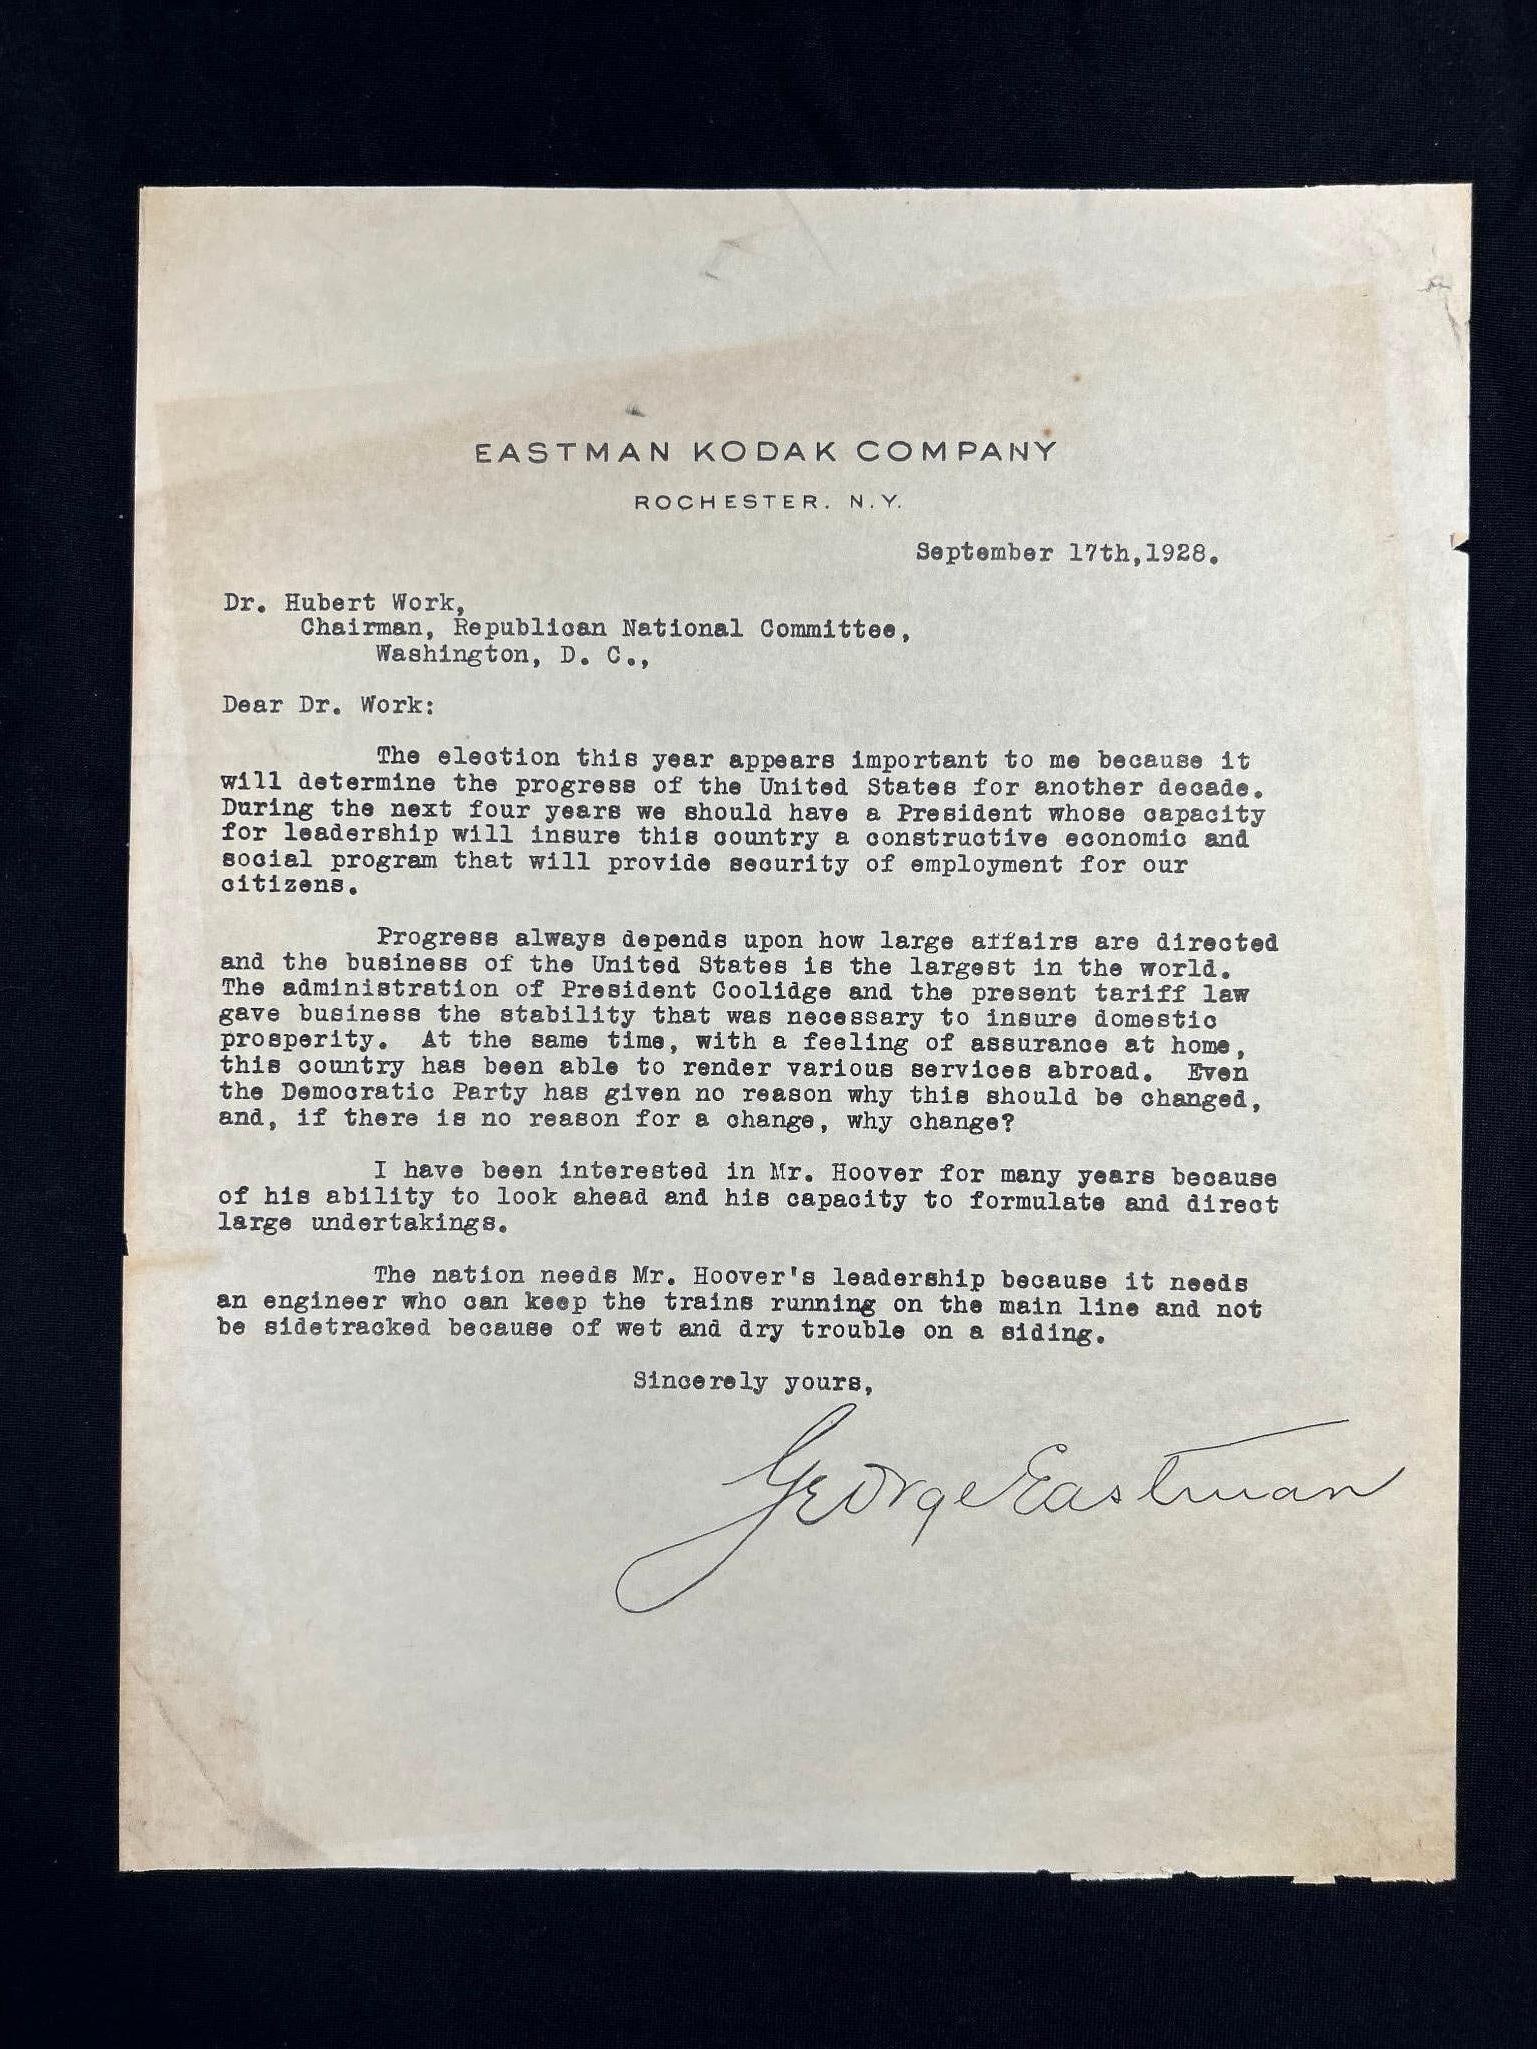 EASTMAN KODAK COMPANY
ROCHESTER. N.Y.
September 17th,1928.
Dr. Hubert Work,
Chairman, Republican National Committee,
Washington, D. C.,
Dear Dr. Work:
The election this year appears important to me because it
will determine the progress of the United States for another decade.
During the next four years we should have a President whose capacity
for leadership will insure this country a constructive economic and
social program that will provide security of employment for our
citizens.
Progress always depends upon how large affairs are directed
and the business of the United States is the largest in the world.
The administration of President Coolidge and the present tariff law
gave business the stability that was necessary to insure domestic
prosperity. At the same time, with a feeling of assurance at home,
this country has been able to render various services abroad. Even
the Democratic Party has given no reason why this should be changed,
and, if there is no reason for a change, why change?
I have been interested in Mr. Hoover for many years because
of his ability to look ahead and his capacity to formulate and direct
large undertakings.
The nation needs Mr. Hoover's leadership because it needs
an engineer who can keep the trains running on the main line and not
be sidetracked because of wet and dry trouble on a siding.
Sincerely yours,
George Eastman